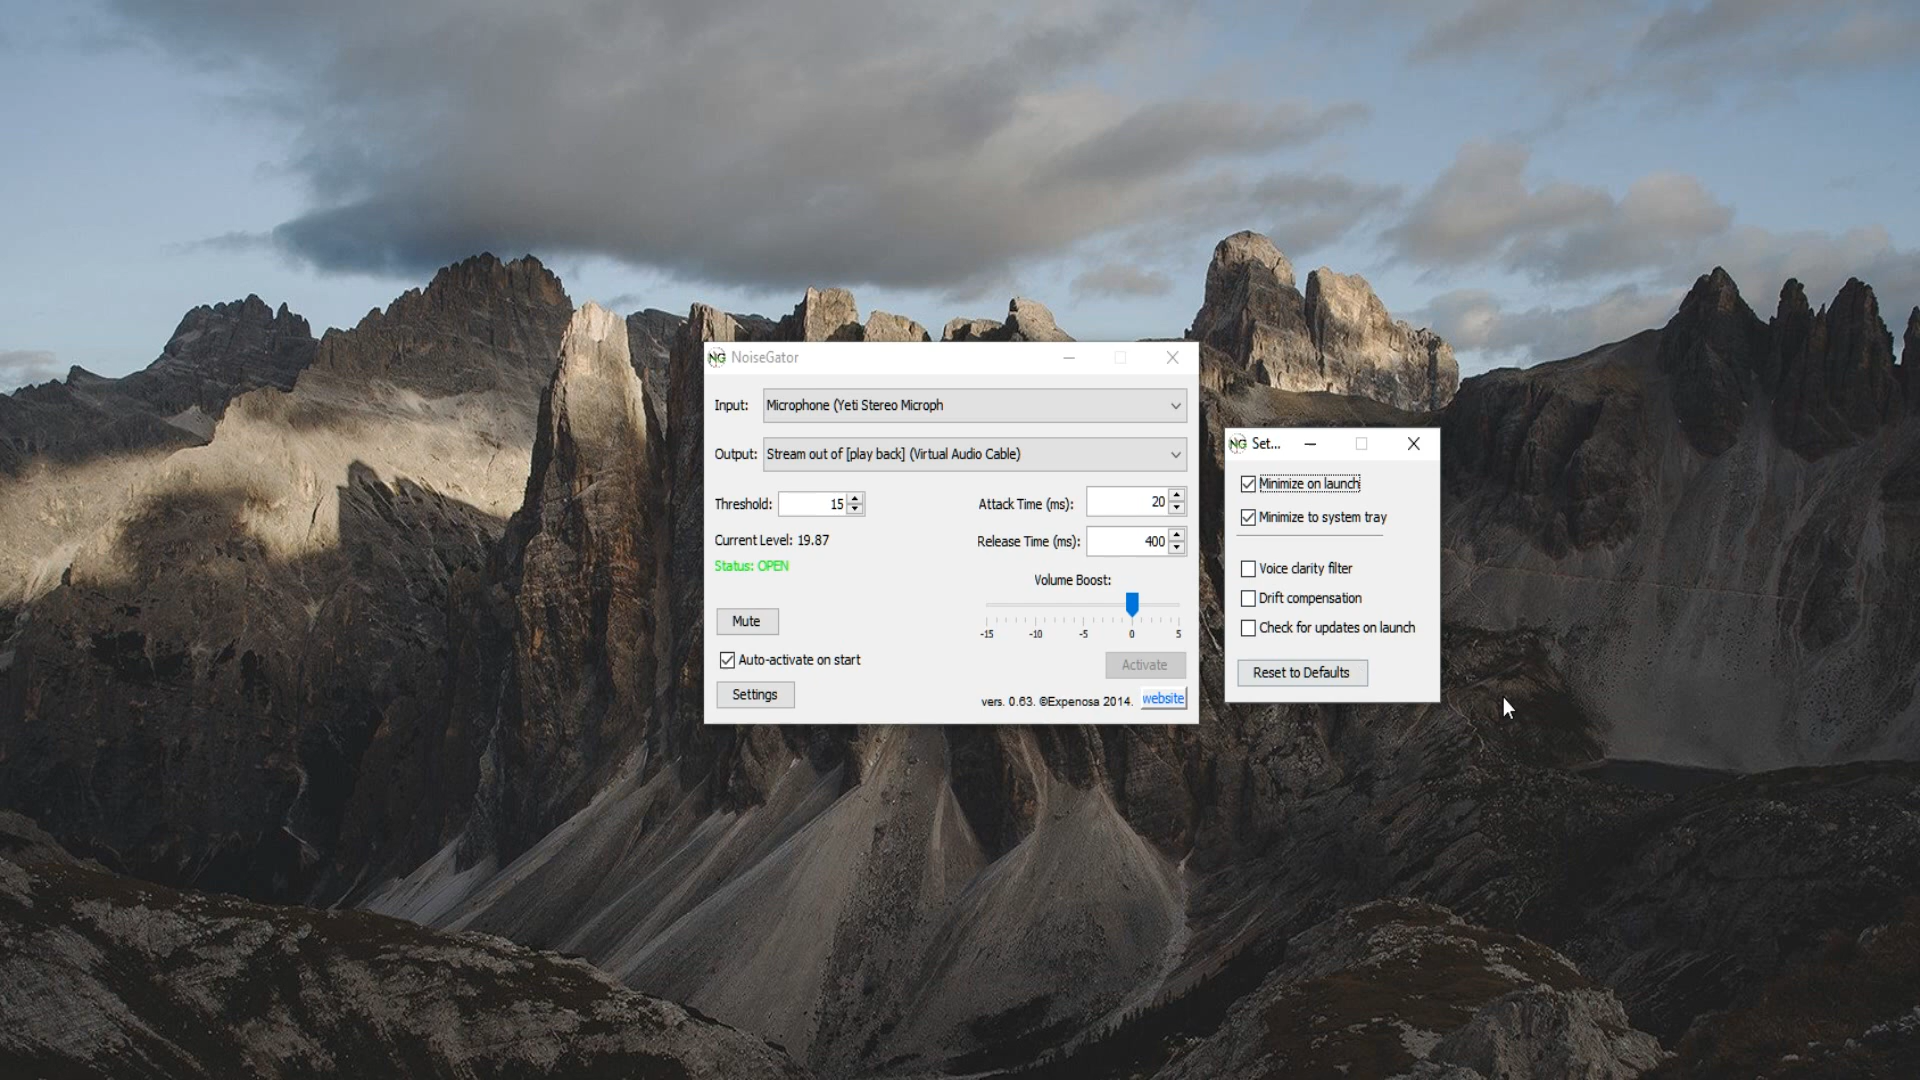 NG NoiseGator
Input: Microphone (Yeti Stereo Microph
Output: Stream out of [play back] (Virtual Audio Cable)
Threshold: 15
Attack Time (ms): 20
Current Level: 19.87
Release Time (ms): 400
Status: OPEN
Volume Boost:
-15 -10 -5 0 5
Mute
Auto-activate on start
Activate
Settings
vers. 0.63. ©Expenosa 2014. website
NG Set...
Minimize on launch
Minimize to system tray
Voice clarity filter
Drift compensation
Check for updates on launch
Reset to Defaults